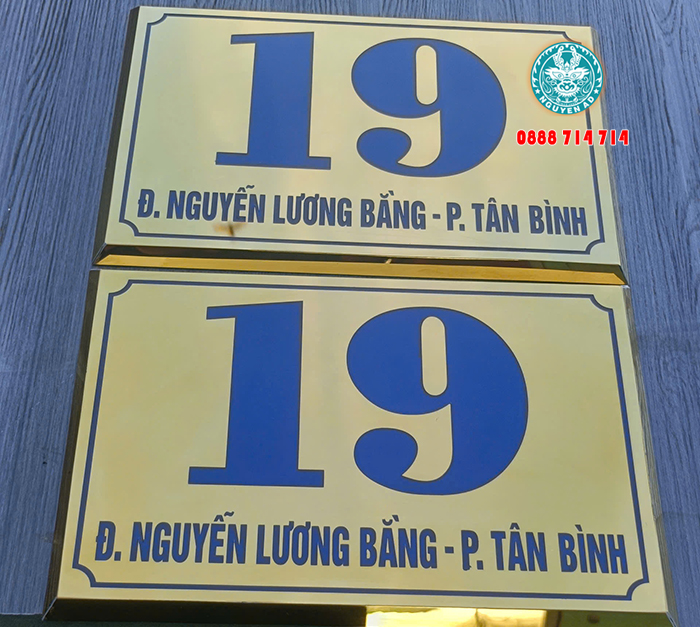 19
Đ. NGUYỄN LƯƠNG BẰNG - P. TÂN BÌNH
NGUYEN AD
0888 714 714
19
Đ. NGUYỄN LƯƠNG BẰNG - P. TÂN BÌNH